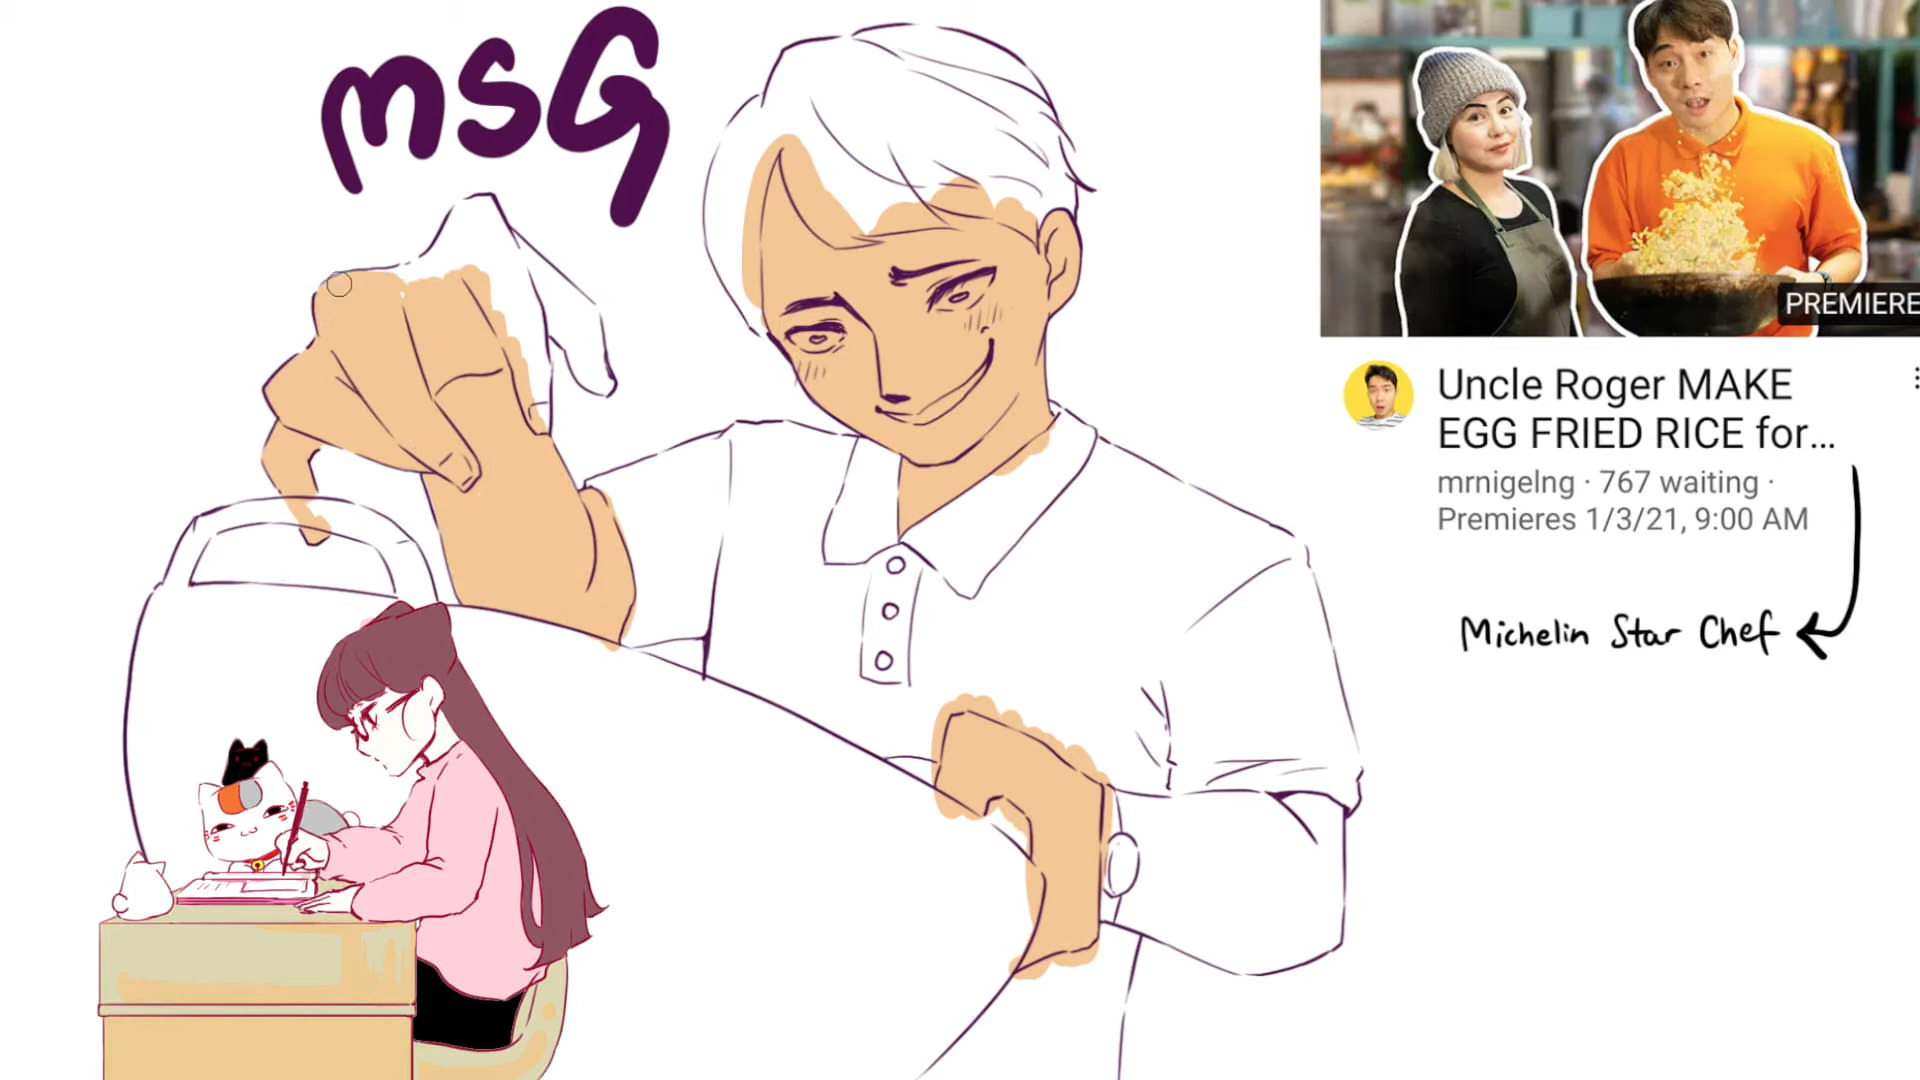 msG
PREMIERE
Uncle Roger MAKE
EGG FRIED RICE for...
mrnigelng · 767 waiting ·
Premieres 1/3/21, 9:00 AM
Michelin Star Chef